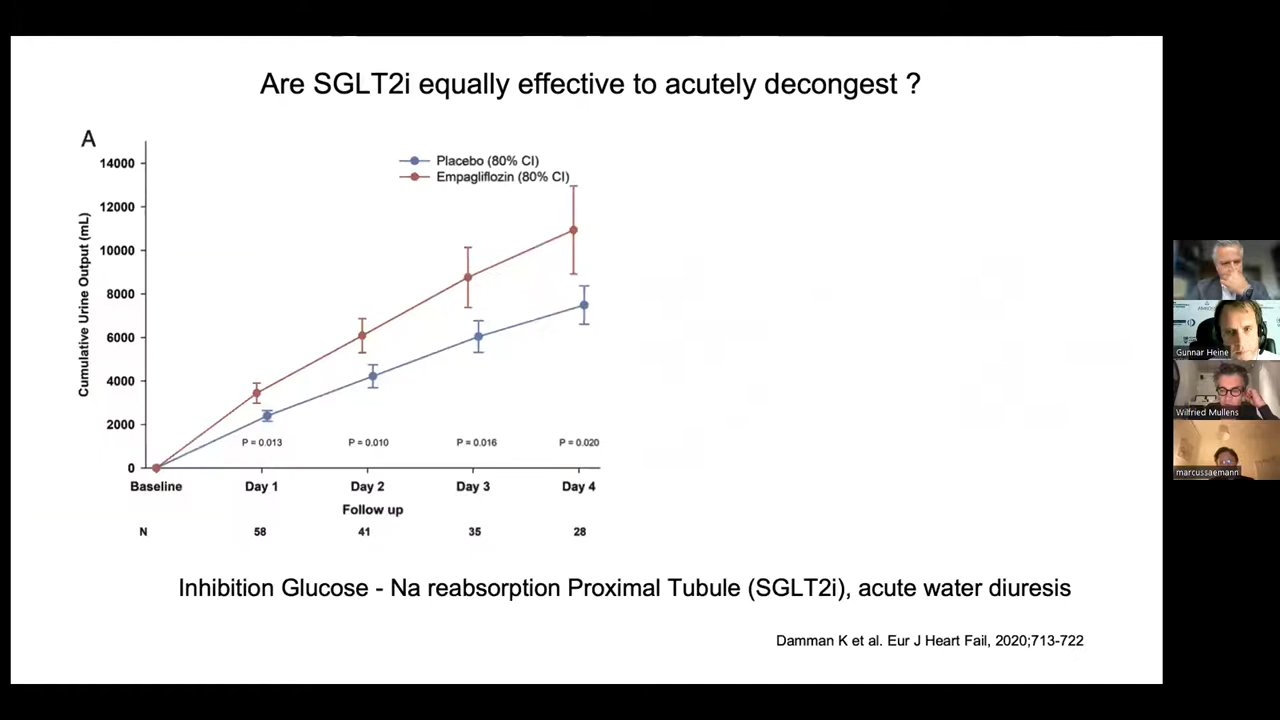 Are SGLT2i equally effective to acutely decongest ?
A
Placebo (80% CI)
Empagliflozin (80% CI)
Cumulative Urine Output (mL)
14000
12000
10000
8000
6000
4000
2000
0
P = 0.013 P = 0.010 P = 0.016 P = 0.020
Baseline Day 1 Day 2 Day 3 Day 4
Follow up
N 58 41 35 28
Inhibition Glucose - Na reabsorption Proximal Tubule (SGLT2i), acute water diuresis
Damman K et al. Eur J Heart Fail, 2020;713-722
Gunnar Heine
Wilfried Mullens
marcussaemann